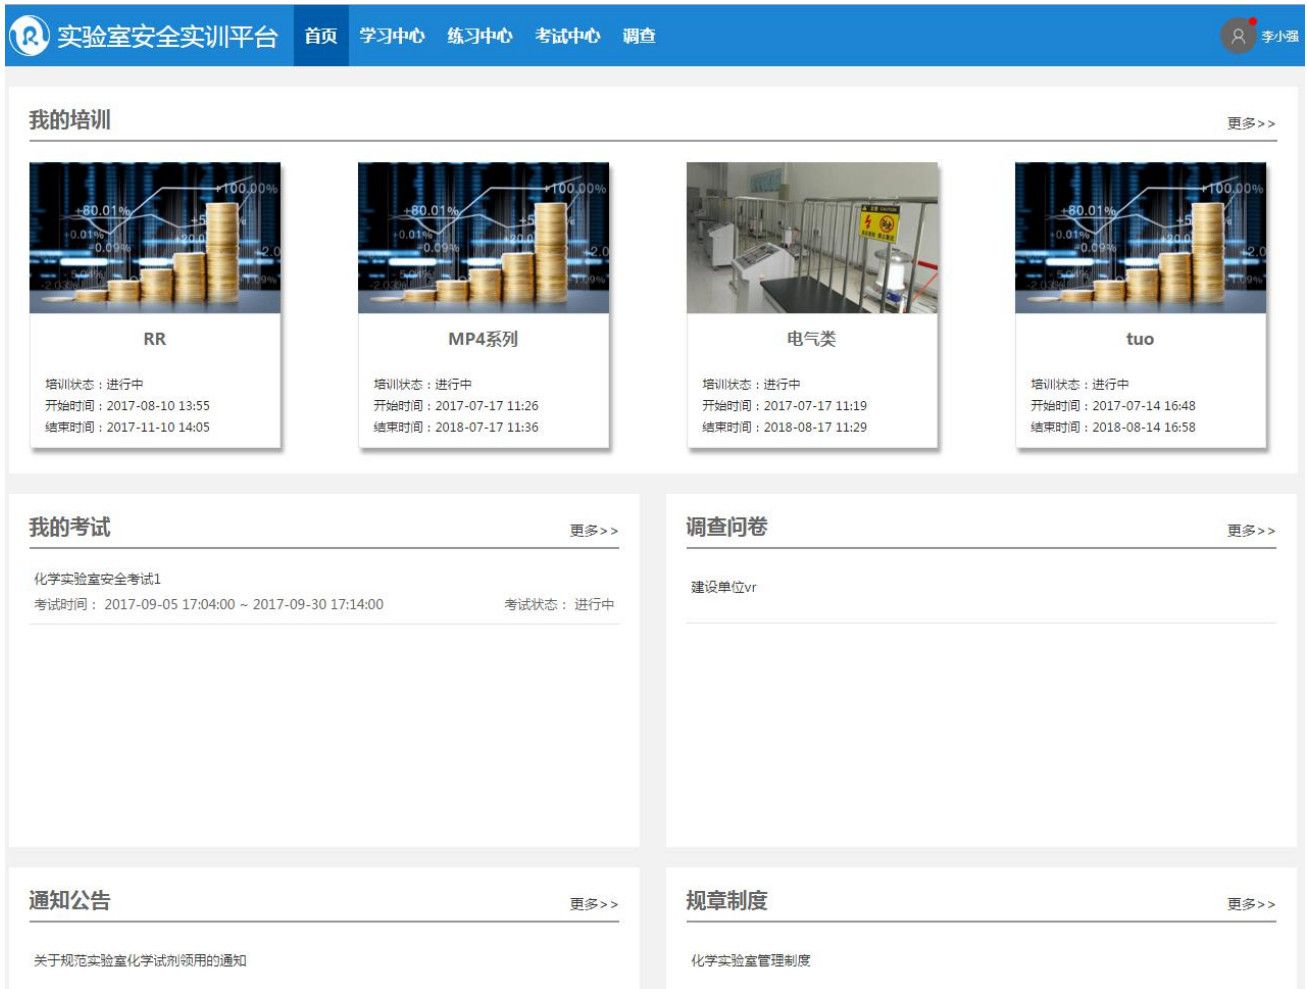 实验室安全实训平台 首页 学习中心 练习中心 考试中心 调查 李小强
我的培训 更多>>
RR
培训状态：进行中
开始时间：2017-08-10 13:55
结束时间：2017-11-10 14:05
MP4系列
培训状态：进行中
开始时间：2017-07-17 11:26
结束时间：2018-07-17 11:36
电气类
培训状态：进行中
开始时间：2017-07-17 11:19
结束时间：2018-08-17 11:29
tuo
培训状态：进行中
开始时间：2017-07-14 16:48
结束时间：2018-08-14 16:58
我的考试 更多>>
化学实验室安全考试1
考试时间： 2017-09-05 17:04:00 ~ 2017-09-30 17:14:00 考试状态： 进行中
调查问卷 更多>>
建设单位vr
通知公告 更多>>
关于规范实验室化学试剂领用的通知
规章制度 更多>>
化学实验室管理制度